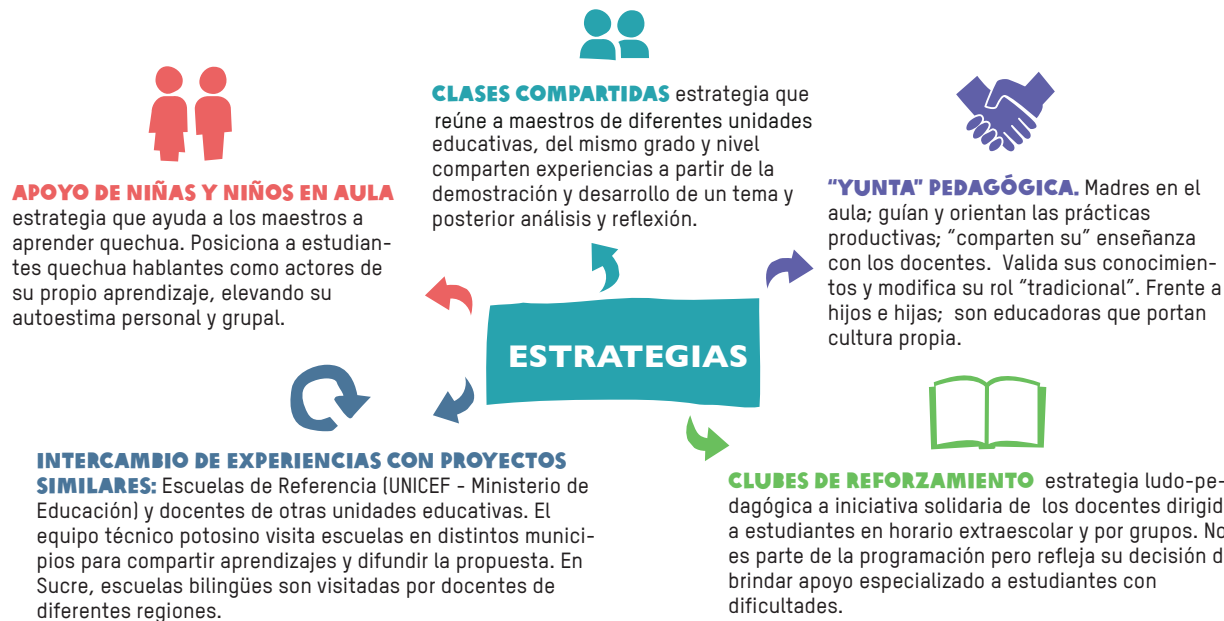 CLASES COMPARTIDAS estrategia que
reúne a maestros de diferentes unidades
educativas, del mismo grado y nivel
comparten experiencias a partir de la
demostración y desarrollo de un tema y
posterior análisis y reflexión.
APOYO DE NIÑAS Y NIÑOS EN AULA
estrategia que ayuda a los maestros a
aprender quechua. Posiciona a estudian-
tes quechua hablantes como actores de
su propio aprendizaje, elevando su
autoestima personal y grupal.
"YUNTA" PEDAGÓGICA. Madres en el
aula; guían y orientan las prácticas
productivas; "comparten su" enseñanza
con los docentes. Valida sus conocimien-
tos y modifica su rol "tradicional". Frente a
hijos e hijas; son educadoras que portan
cultura propia.
ESTRATEGIAS
INTERCAMBIO DE EXPERIENCIAS CON PROYECTOS
SIMILARES: Escuelas de Referencia (UNICEF - Ministerio de
Educación) y docentes de otras unidades educativas. El
equipo técnico potosino visita escuelas en distintos munici-
pios para compartir aprendizajes y difundir la propuesta. En
Sucre, escuelas bilingües son visitadas por docentes de
diferentes regiones.
CLUBES DE REFORZAMIENTO estrategia ludo-pe-
dagógica a iniciativa solidaria de los docentes dirigid
a estudiantes en horario extraescolar y por grupos. No
es parte de la programación pero refleja su decisión d
brindar apoyo especializado a estudiantes con
dificultades.